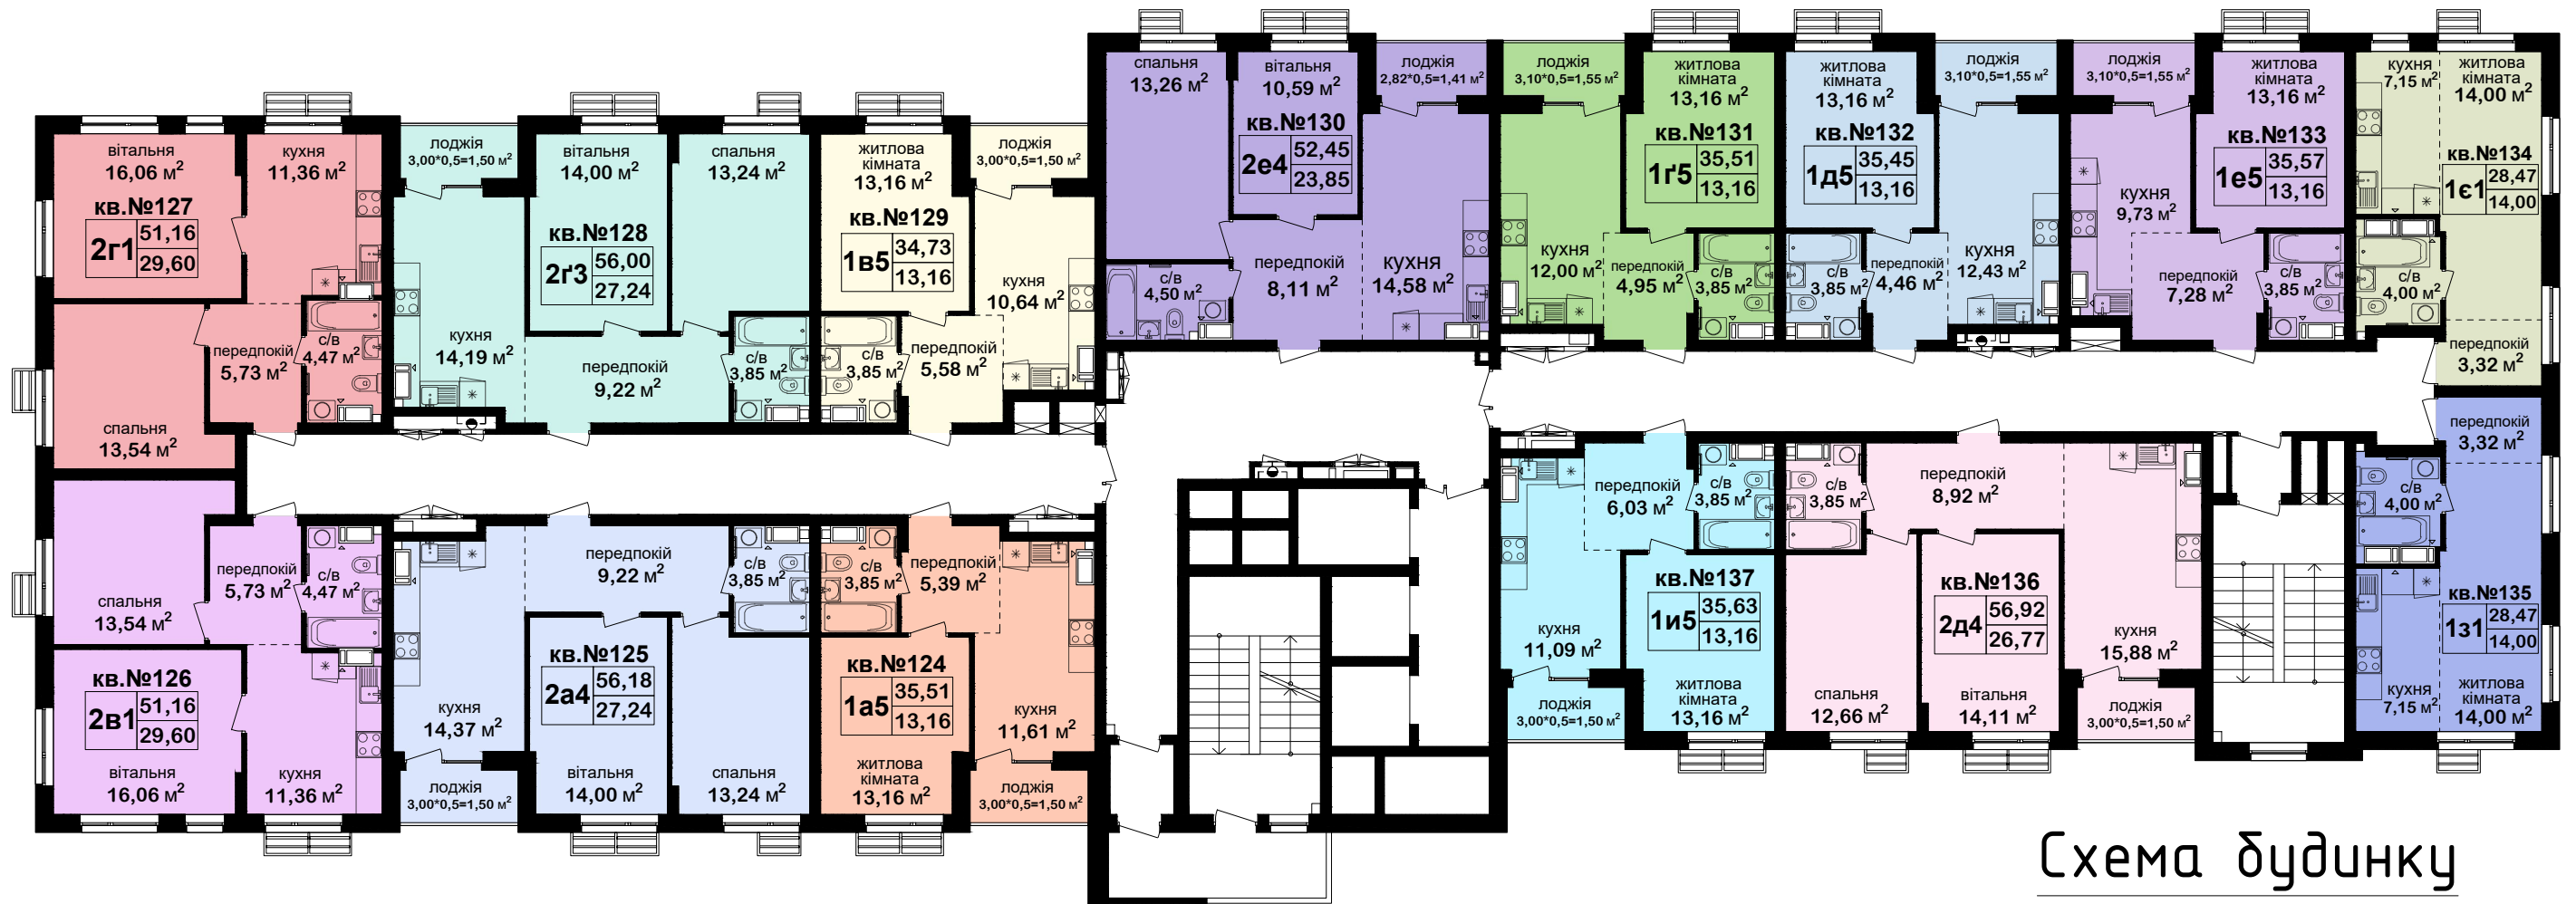 вітальня
16,06 м²
кв.№127
2г1
51,16
29,60
кухня
11,36 м²
спальня
13,54 м²
передпокій
5,73 м²
с/в
4,47 м²
лоджія
3,00*0,5=1,50 м²
вітальня
14,00 м²
спальня
13,24 м²
кв.№128
2ґ3
56,00
27,24
кухня
14,19 м²
передпокій
9,22 м²
с/в
3,85 м²
житлова
кімната
13,16 м²
лоджія
3,00*0,5=1,50 м²
кв.№129
1в5
34,73
13,16
кухня
10,64 м²
с/в
3,85 м²
передпокій
5,58 м²
спальня
13,26 м²
вітальня
10,59 м²
лоджія
2,82*0,5=1,41 м²
кв.№130
2е4
52,45
23,85
с/в
4,50 м²
передпокій
8,11 м²
кухня
14,58 м²
лоджія
3,10*0,5=1,55 м²
житлова
кімната
13,16 м²
кв.№131
1ґ5
35,51
13,16
кухня
12,00 м²
передпокій
4,95 м²
с/в
3,85 м²
житлова
кімната
13,16 м²
лоджія
3,10*0,5=1,55 м²
кв.№132
1д5
35,45
13,16
с/в
3,85 м²
передпокій
4,46 м²
кухня
12,43 м²
лоджія
3,10*0,5=1,55 м²
житлова
кімната
13,16 м²
кв.№133
1е5
35,57
13,16
кухня
9,73 м²
передпокій
7,28 м²
с/в
3,85 м²
кухня
7,15 м²
житлова
кімната
14,00 м²
кв.№134
1є1
28,47
14,00
с/в
4,00 м²
передпокій
3,32 м²
спальня
13,54 м²
передпокій
5,73 м²
с/в
4,47 м²
кв.№126
2в1
51,16
29,60
вітальня
16,06 м²
кухня
11,36 м²
передпокій
9,22 м²
с/в
3,85 м²
кв.№125
2а4
56,18
27,24
кухня
14,37 м²
лоджія
3,00*0,5=1,50 м²
вітальня
14,00 м²
спальня
13,24 м²
с/в
3,85 м²
передпокій
5,39 м²
кв.№124
1а5
35,51
13,16
кухня
11,61 м²
житлова
кімната
13,16 м²
лоджія
3,00*0,5=1,50 м²
передпокій
6,03 м²
с/в
3,85 м²
кв.№137
1и5
35,63
13,16
кухня
11,09 м²
лоджія
3,00*0,5=1,50 м²
житлова
кімната
13,16 м²
с/в
3,85 м²
передпокій
8,92 м²
кв.№136
2д4
56,92
26,77
кухня
15,88 м²
спальня
12,66 м²
вітальня
14,11 м²
лоджія
3,00*0,5=1,50 м²
передпокій
3,32 м²
с/в
4,00 м²
кв.№135
1з1
28,47
14,00
кухня
7,15 м²
житлова
кімната
14,00 м²
Схема будинку